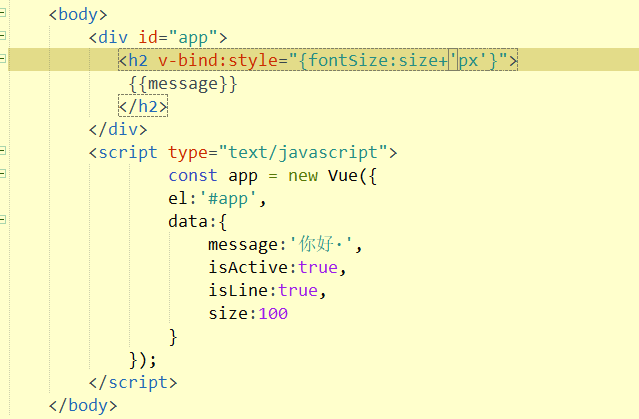 <body>
<div id="app">
<h2 v-bind:style="{fontSize:size+'px'}">
{{message}}
</h2>
</div>
<script type="text/javascript">
const app = new Vue({
el:'#app',
data:{
message:'你好·',
isActive:true,
isLine:true,
size:100
}
});
</script>
</body>